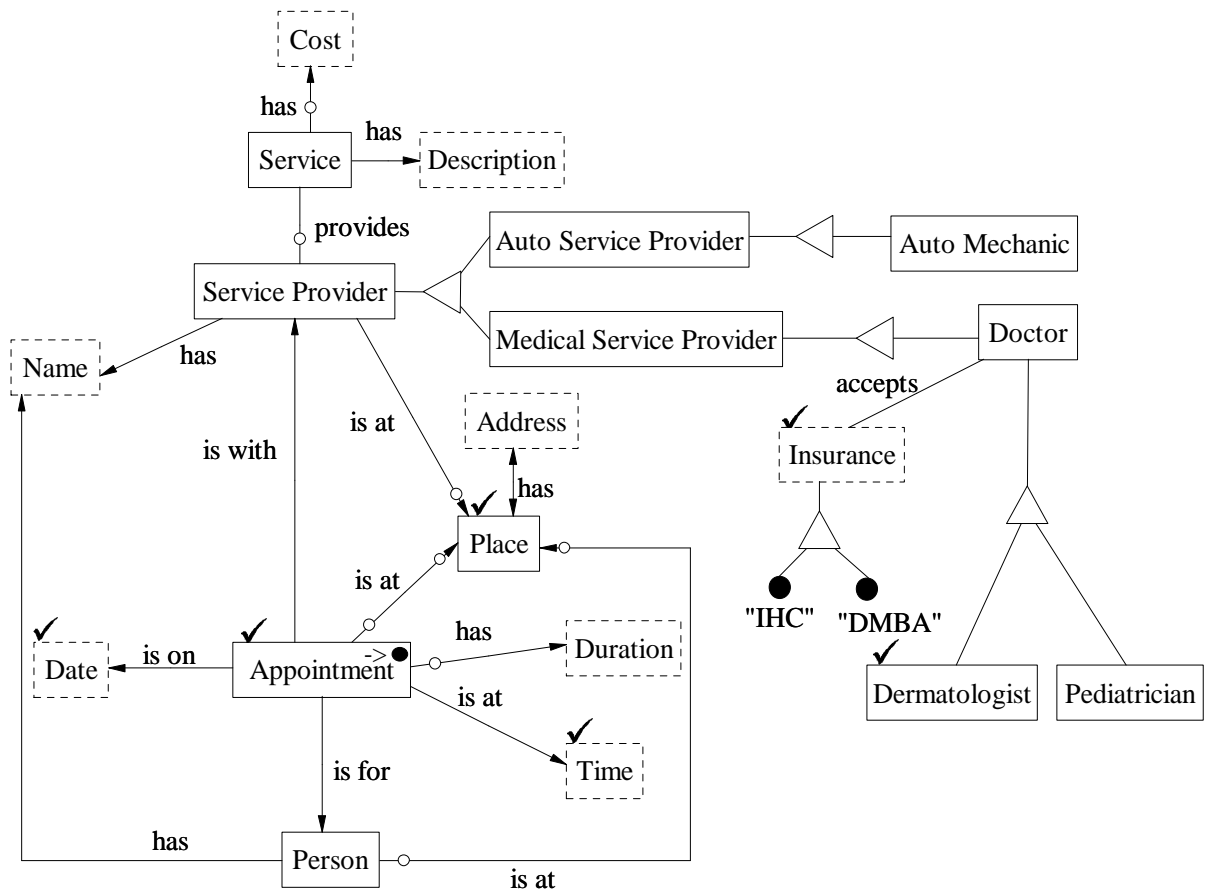 Cost
has
has
Service
Description
provides
Auto Service Provider
Auto Mechanic
Service Provider
Medical Service Provider
Doctor
has
Name
accepts
is at
Address
is with
Insurance
has
Place
is at
"IHC"
"DMBA"
has
Date
is on
->
Appointment
Duration
is at
Dermatologist
Pediatrician
Time
is for
has
Person
is at